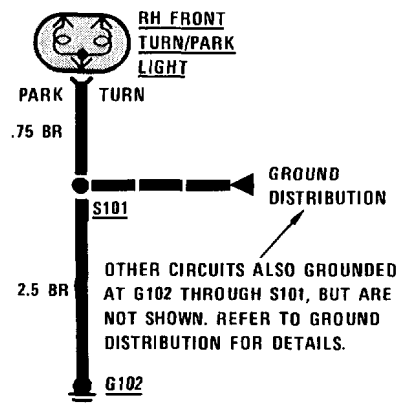 RH FRONT
TURN/PARK
LIGHT
PARK TURN
.75 BR
GROUND
DISTRIBUTION
S101
OTHER CIRCUITS ALSO GROUNDED
AT G102 THROUGH S101, BUT ARE
NOT SHOWN. REFER TO GROUND
DISTRIBUTION FOR DETAILS.
2.5 BR
G102